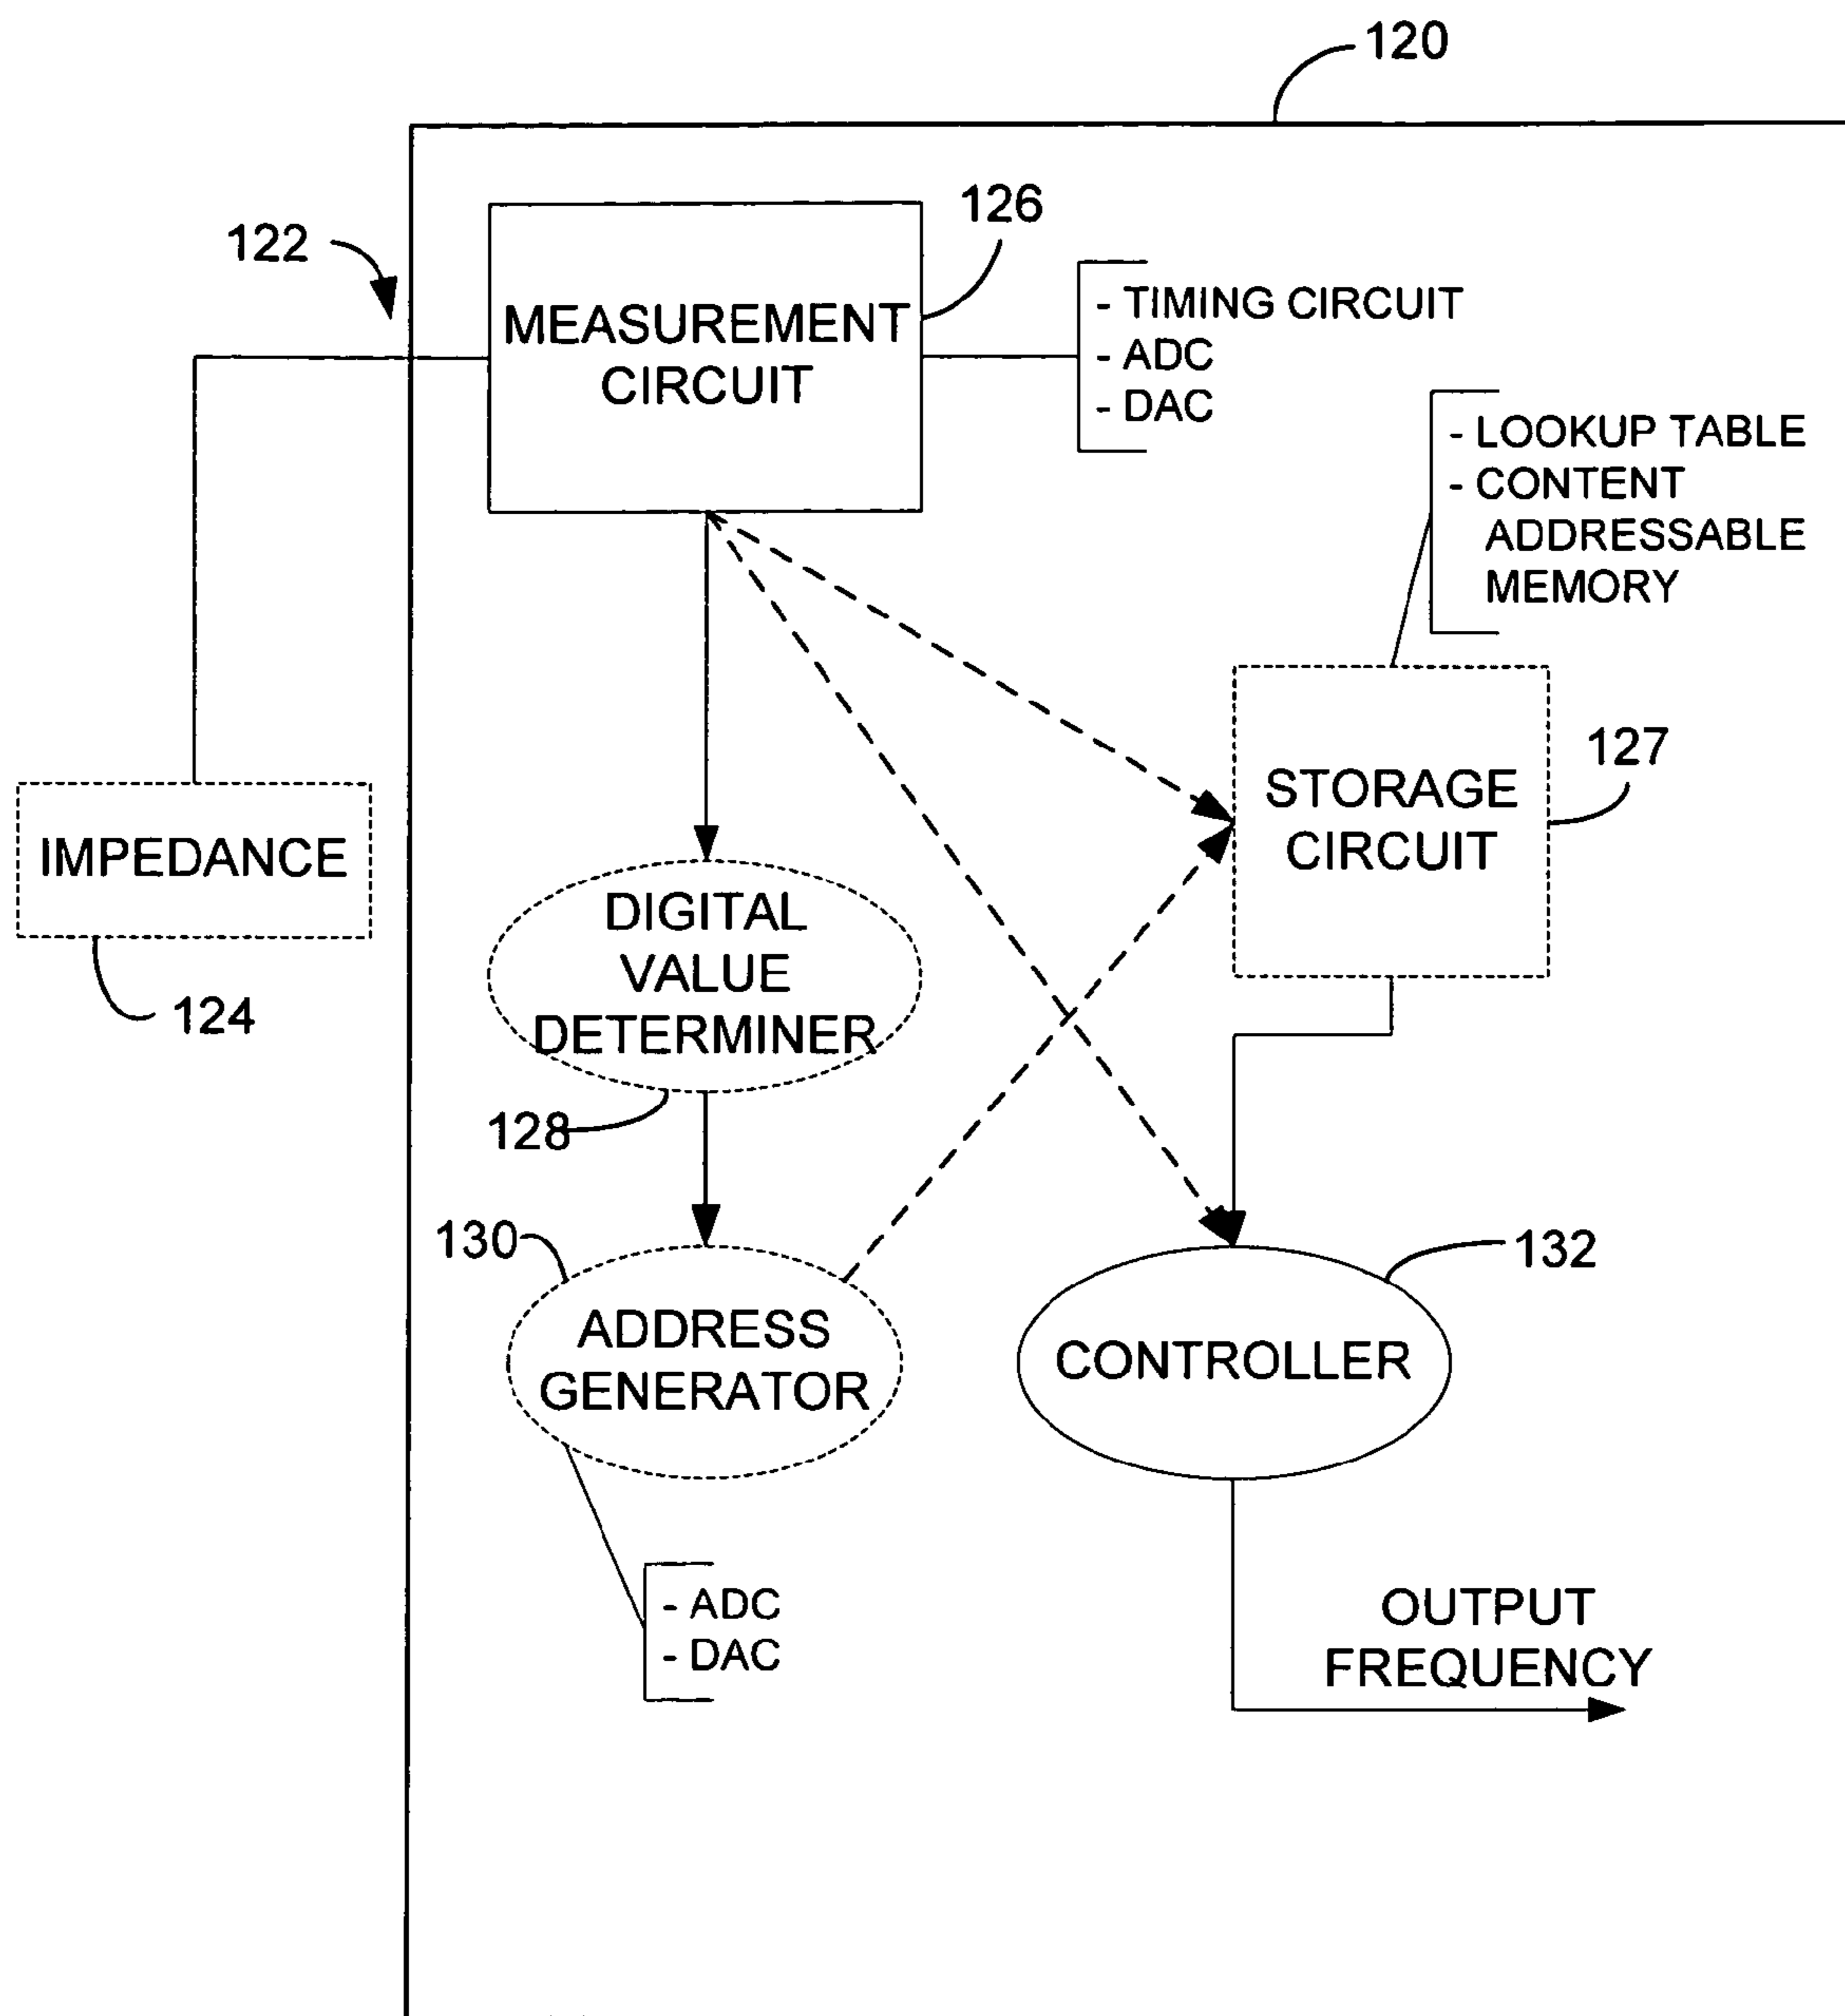 120
126
122
MEASUREMENT
CIRCUIT
- TIMING CIRCUIT
- ADC
- DAC
- LOOKUP TABLE
- CONTENT
ADDRESSABLE
MEMORY
127
STORAGE
CIRCUIT
IMPEDANCE
124
DIGITAL
VALUE
DETERMINER
128
130
132
ADDRESS
GENERATOR
CONTROLLER
- ADC
- DAC
OUTPUT
FREQUENCY